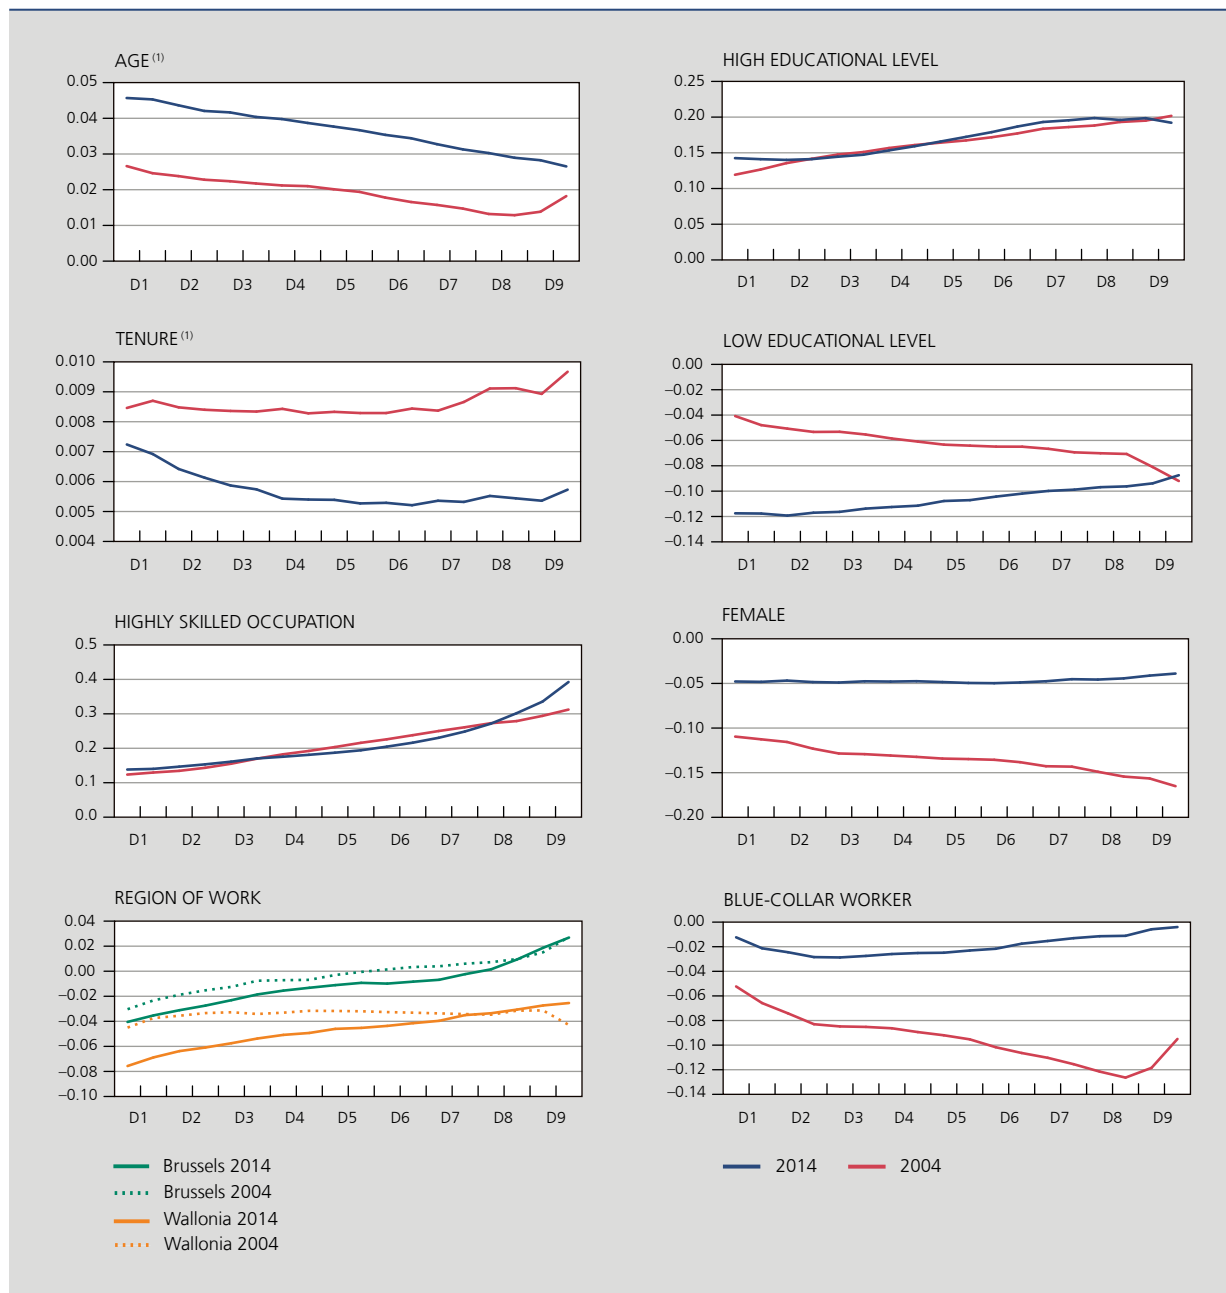 AGE (1)
0.05
0.04
0.03
0.02
0.01
0.00
D1 D2 D3 D4 D5 D6 D7 D8 D9
HIGH EDUCATIONAL LEVEL
0.25
0.20
0.15
0.10
0.05
0.00
D1 D2 D3 D4 D5 D6 D7 D8 D9
TENURE (1)
0.010
0.009
0.008
0.007
0.006
0.005
0.004
D1 D2 D3 D4 D5 D6 D7 D8 D9
LOW EDUCATIONAL LEVEL
0.00
–0.02
–0.04
–0.06
–0.08
–0.10
–0.12
–0.14
D1 D2 D3 D4 D5 D6 D7 D8 D9
HIGHLY SKILLED OCCUPATION
0.5
0.4
0.3
0.2
0.1
0.0
D1 D2 D3 D4 D5 D6 D7 D8 D9
FEMALE
0.00
–0.05
–0.10
–0.15
–0.20
D1 D2 D3 D4 D5 D6 D7 D8 D9
REGION OF WORK
0.04
0.02
0.00
–0.02
–0.04
–0.06
–0.08
–0.10
D1 D2 D3 D4 D5 D6 D7 D8 D9
BLUE-COLLAR WORKER
0.00
–0.02
–0.04
–0.06
–0.08
–0.10
–0.12
–0.14
D1 D2 D3 D4 D5 D6 D7 D8 D9
Brussels 2014
Brussels 2004
Wallonia 2014
Wallonia 2004
2014 2004